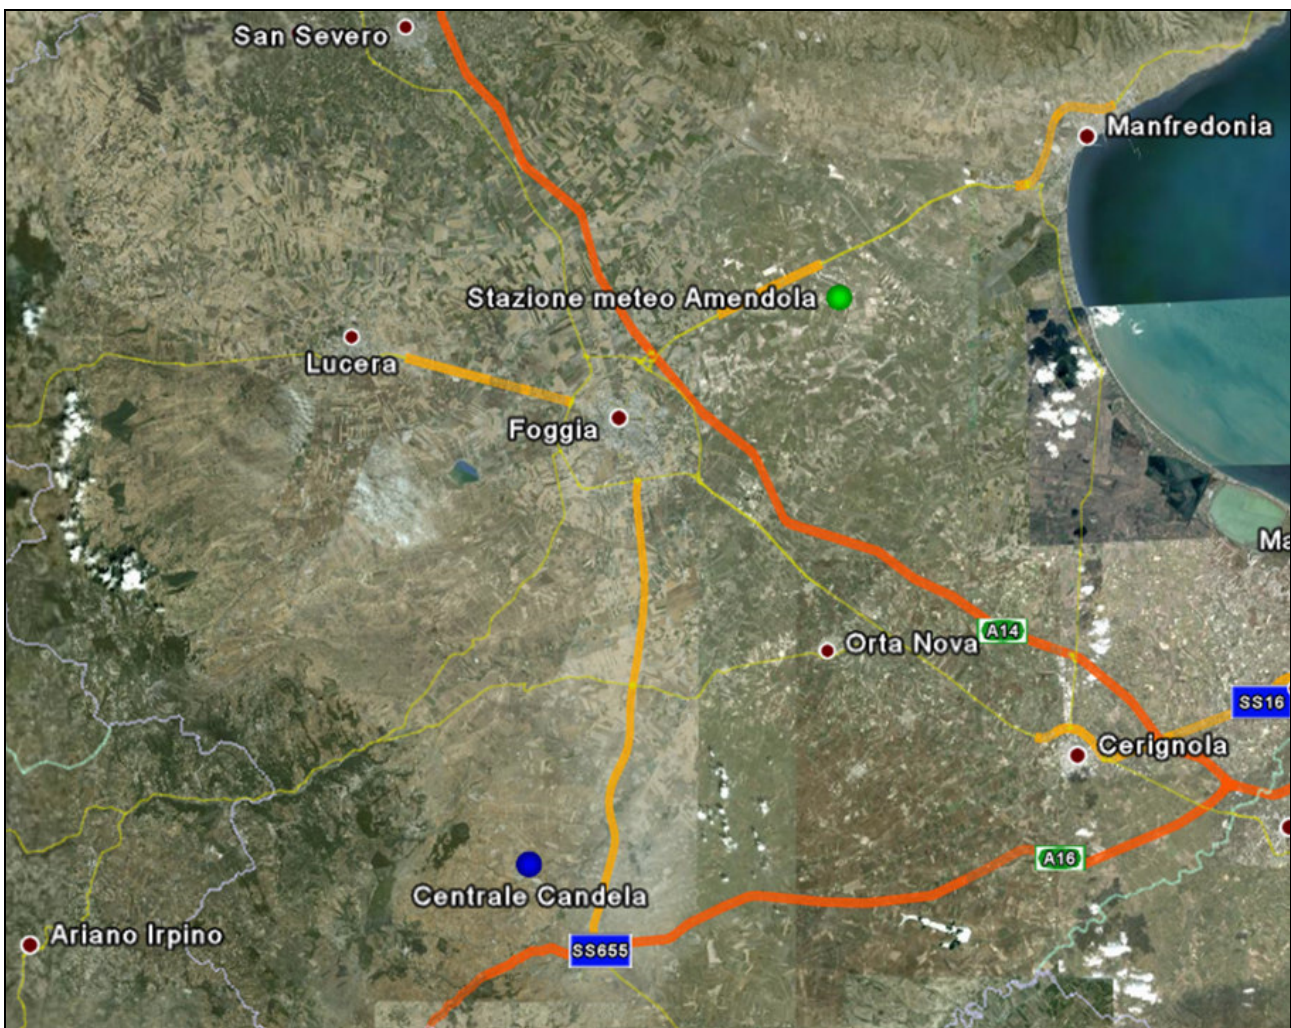 San Severo
Manfredonia
Stazione meteo Amendola
Lucera
Foggia
Ma
A14
Orta Nova
SS16
Cerignola
A16
Centrale Candela
Ariano Irpino
SS655